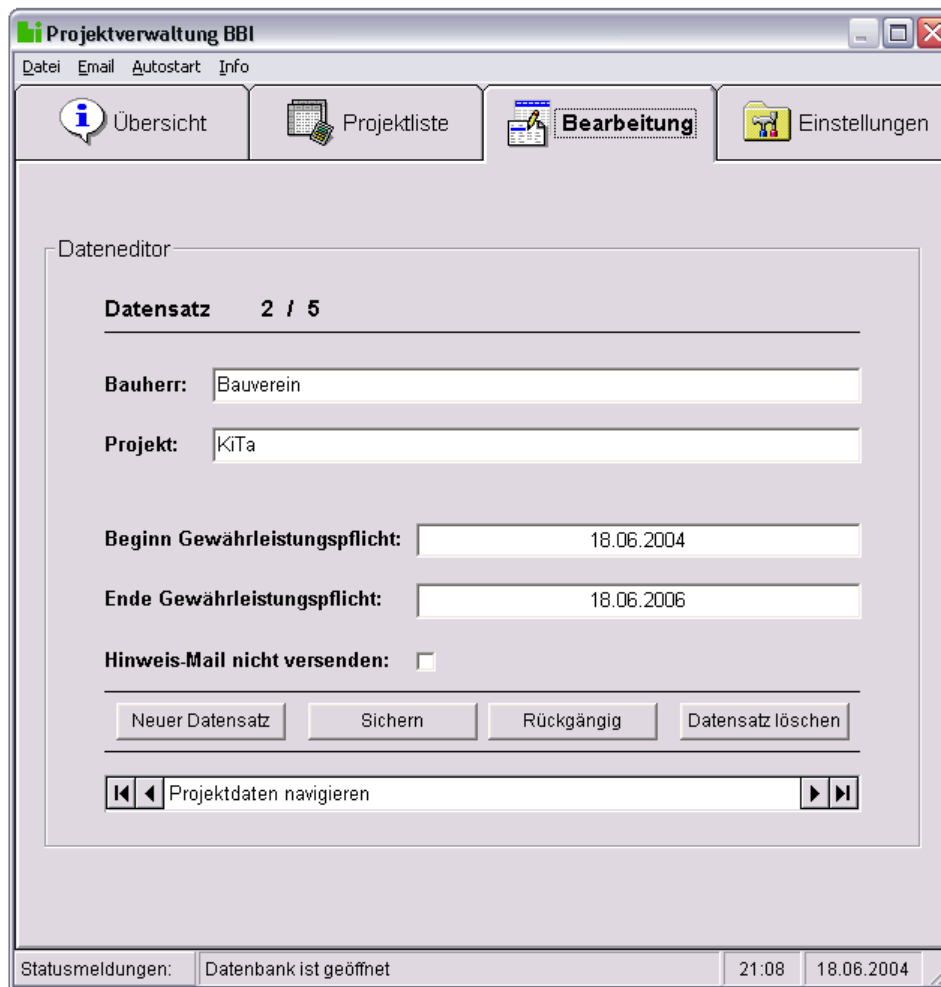 Projektverwaltung BBI
Datei Email Autostart Info
Übersicht Projektliste Bearbeitung Einstellungen
Dateneditor
Datensatz 2 / 5
Bauherr: Bauverein
Projekt: KiTa
Beginn Gewährleistungspflicht: 18.06.2004
Ende Gewährleistungspflicht: 18.06.2006
Hinweis-Mail nicht versenden:
Neuer Datensatz Sichern Rückgängig Datensatz löschen
Projektdaten navigieren
Statusmeldungen: Datenbank ist geöffnet 21:08 18.06.2004